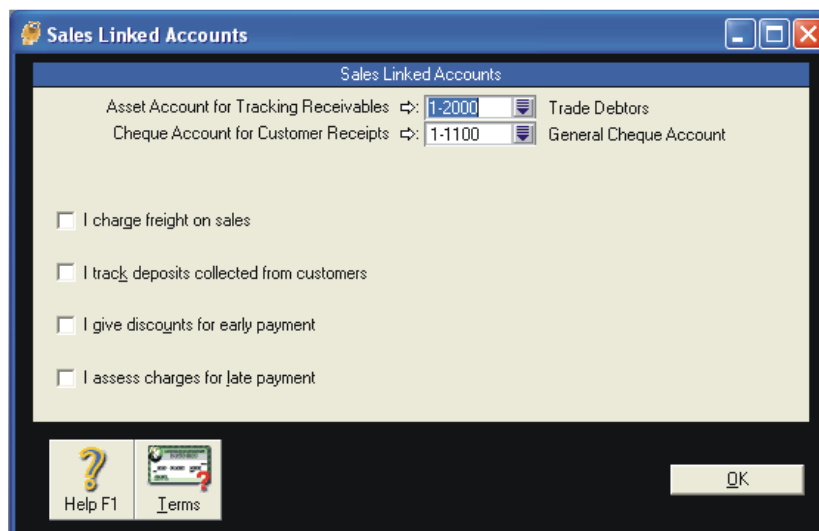 Sales Linked Accounts
Sales Linked Accounts
Asset Account for Tracking Receivables ⇨: 1-2000 Trade Debtors
Cheque Account for Customer Receipts ⇨: 1-1100 General Cheque Account
I charge freight on sales
I track deposits collected from customers
I give discounts for early payment
I assess charges for late payment
Help F1 Terms OK